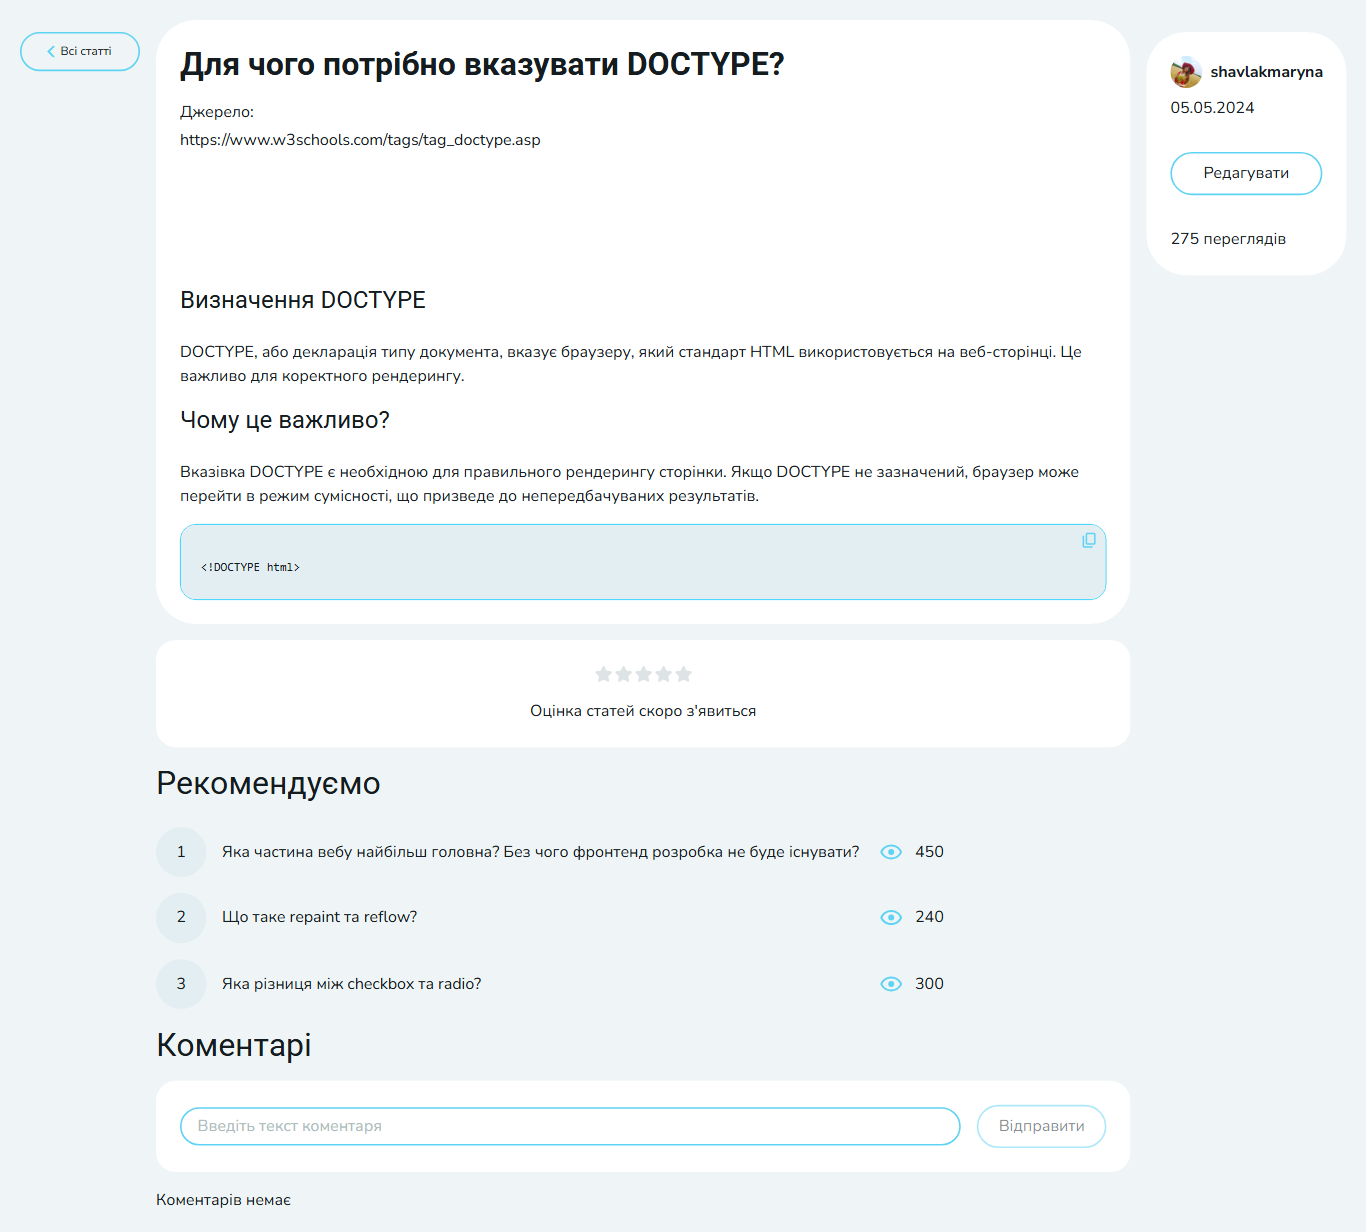 Всі статті
Для чого потрібно вказувати DOCTYPE?
Джерело:
https://www.w3schools.com/tags/tag_doctype.asp
Визначення DOCTYPE
DOCTYPE, або декларація типу документа, вказує браузеру, який стандарт HTML використовується на веб-сторінці. Це
важливо для коректного рендерингу.
Чому це важливо?
Вказівка DOCTYPE є необхідною для правильного рендерингу сторінки. Якщо DOCTYPE не зазначений, браузер може
перейти в режим сумісності, що призведе до непередбачуваних результатів.
<!DOCTYPE html>
Оцінка статей скоро з'явиться
Рекомендуємо
1 Яка частина вебу найбільш головна? Без чого фронтенд розробка не буде існувати? 450
2 Що таке repaint та reflow? 240
3 Яка різниця між checkbox та radio? 300
Коментарі
Введіть текст коментаря Відправити
Коментарів немає
shavlakmaryna
05.05.2024
Редагувати
275 переглядів